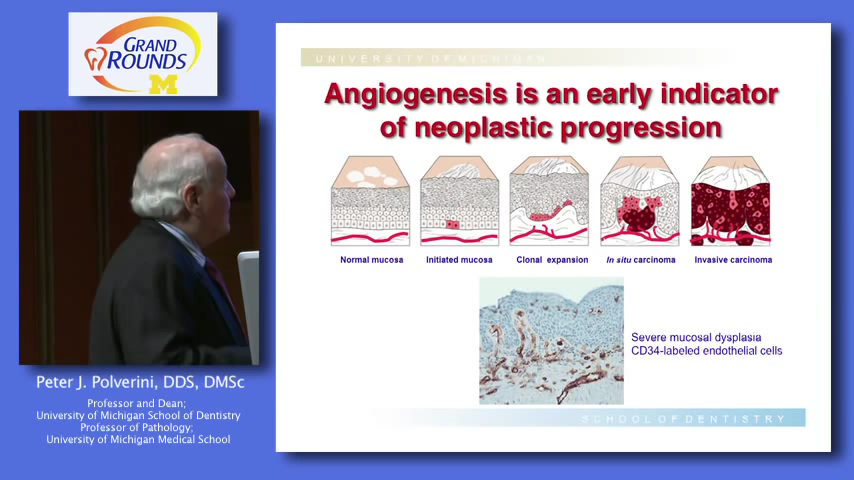 GRAND
ROUNDS
M
Peter J. Polverini, DDS, DMSc
Professor and Dean;
University of Michigan School of Dentistry
Professor of Pathology;
University of Michigan Medical School
UNIVERSITY OF MICHIGAN
Angiogenesis is an early indicator
of neoplastic progression
Normal mucosa
Initiated mucosa
Clonal expansion
In situ carcinoma
Invasive carcinoma
Severe mucosal dysplasia
CD34-labeled endothelial cells
SCHOOL OF DENTISTRY